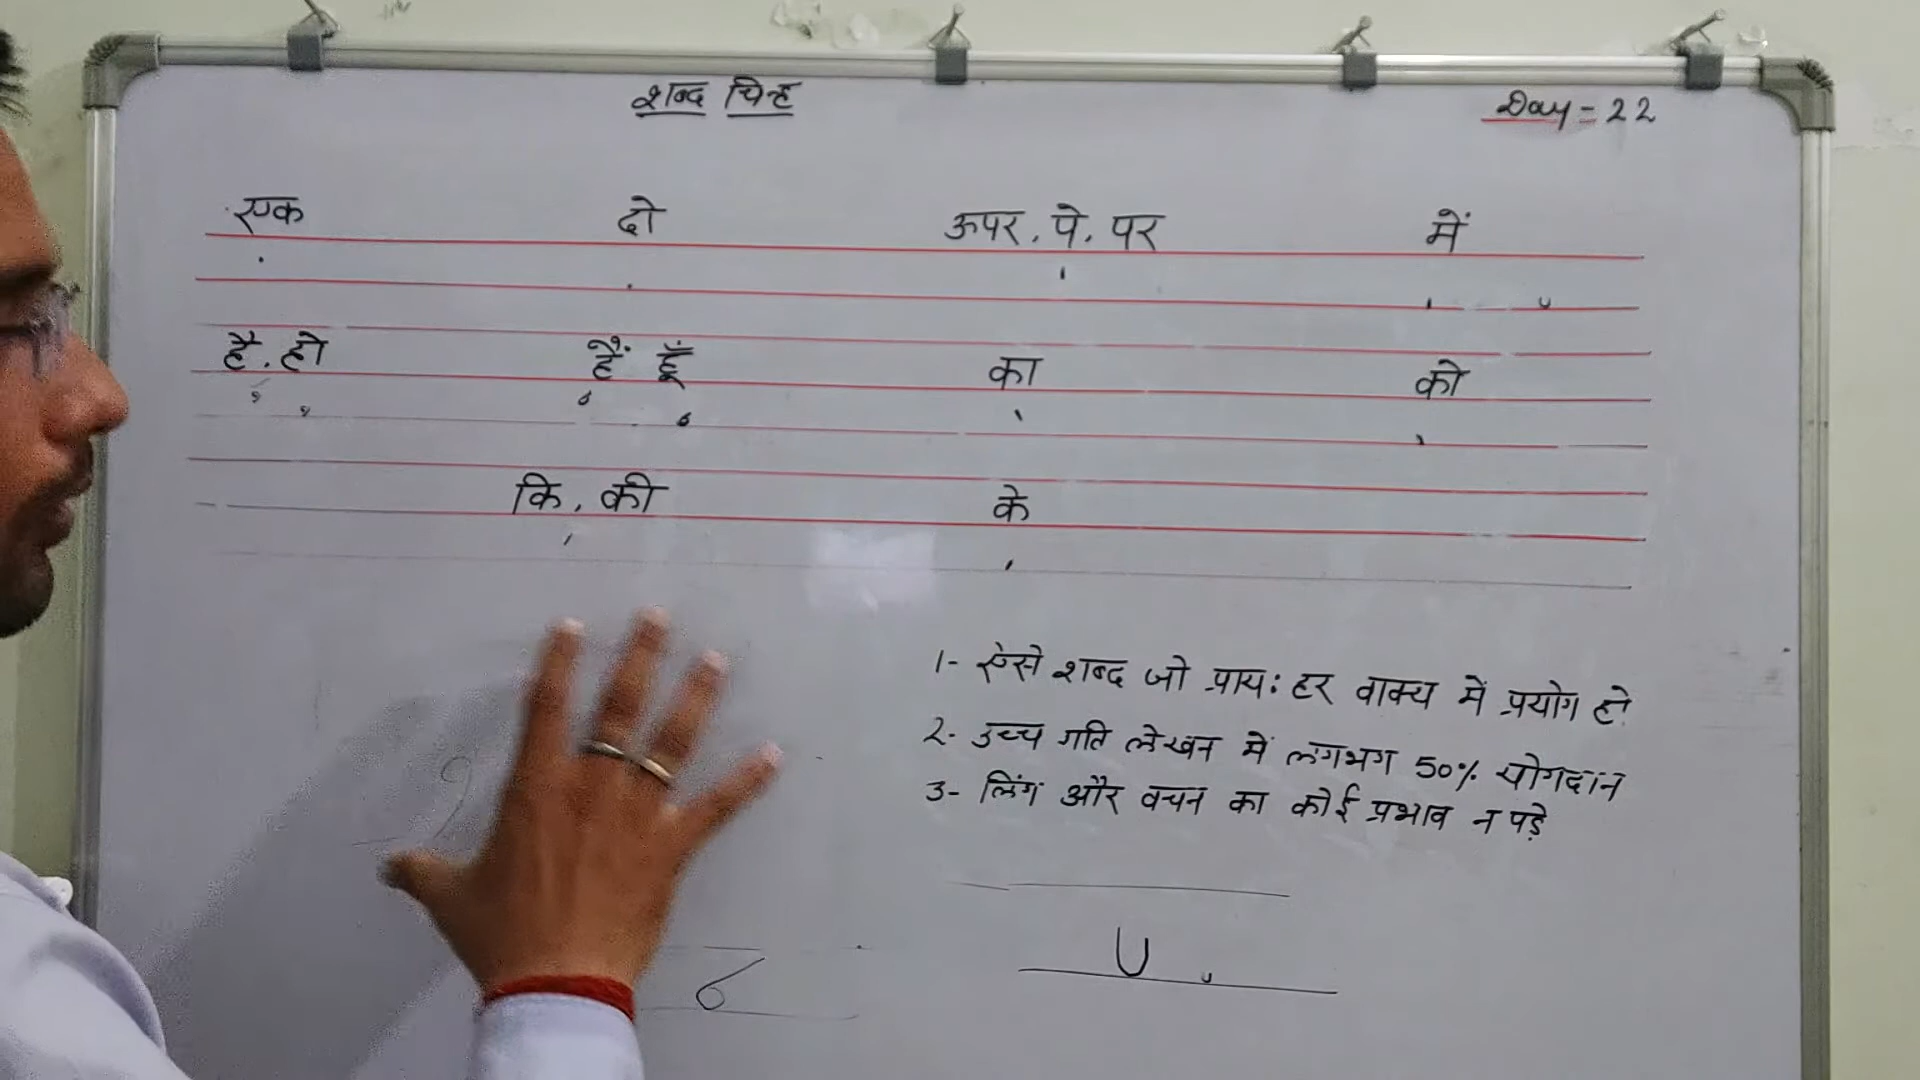 शब्द चिन्ह
Day = 22
एक दो ऊपर, पे, पर में
है, हो हैं हूँ का को
कि, की के
1- ऐसे शब्द जो प्रायः हर वाक्य में प्रयोग हो
2- उच्च गति लेखन में लगभग 50% योगदान
3- लिंग और वचन का कोई प्रभाव न पड़े